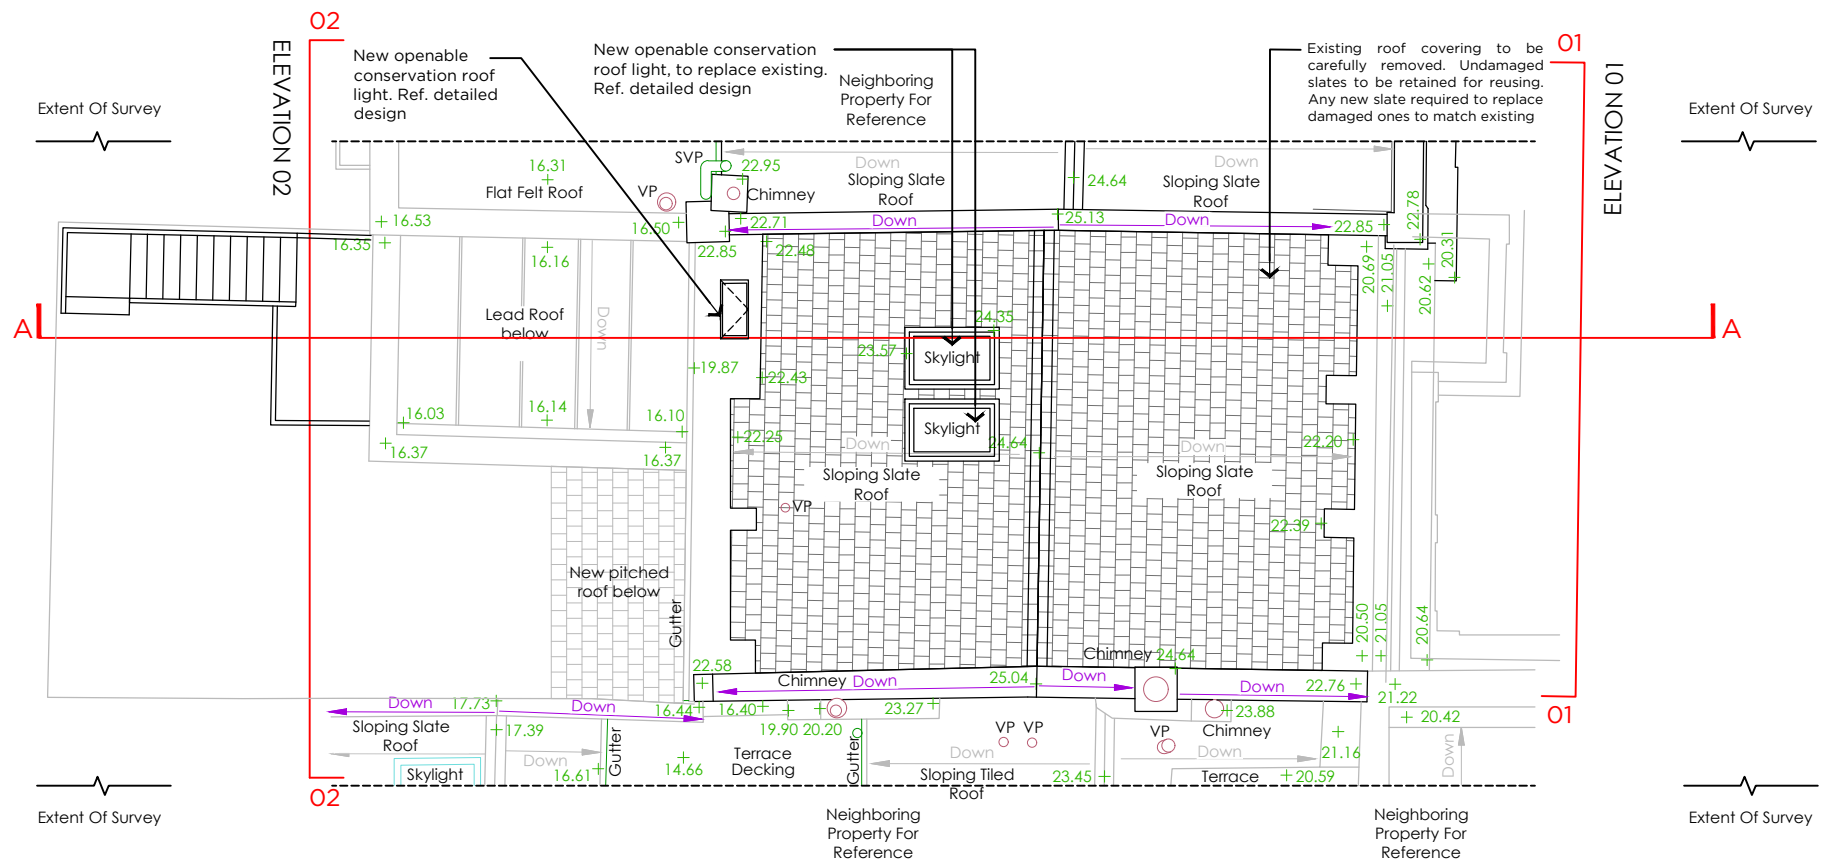 02
01
ELEVATION 02
New openable
conservation roof
light. Ref. detailed
design
New openable conservation
roof light, to replace existing.
Ref. detailed design
Neighboring
Property For
Reference
Existing roof covering to be
carefully removed. Undamaged
slates to be retained for reusing.
Any new slate required to replace
damaged ones to match existing
ELEVATION 01
Extent Of Survey
Extent Of Survey
16.31
Flat Felt Roof
VP
SVP
22.95
Chimney
Down
Sloping Slate
Roof
24.64
Down
Sloping Slate
Roof
22.78
16.53
16.35
16.50
22.71
Down
25.13
Down
22.85
22.85
22.48
16.16
20.69
21.05
20.62
20.31
Lead Roof
below
Down
A
A
24.35
23.57
Skylight
19.87
22.43
16.03
16.14
16.10
Skylight
22.25
Down
24.64
Down
22.20
16.37
16.37
Sloping Slate
Roof
Sloping Slate
Roof
VP
22.39
New pitched
roof below
Gutter
20.50
21.05
20.64
Chimney
24.64
22.58
Chimney
Down
25.04
Down
Down
22.76
21.22
Down
17.73
Down
16.44
16.40
23.27
23.88
01
20.42
Sloping Slate
Roof
17.39
19.90
20.20
VP
VP
VP
Chimney
Gutter
Terrace
Decking
Gutter
Down
Down
Down
21.16
Down
Skylight
16.61
14.66
Sloping Tiled
Roof
23.45
Terrace
20.59
02
Extent Of Survey
Neighboring
Property For
Reference
Neighboring
Property For
Reference
Extent Of Survey